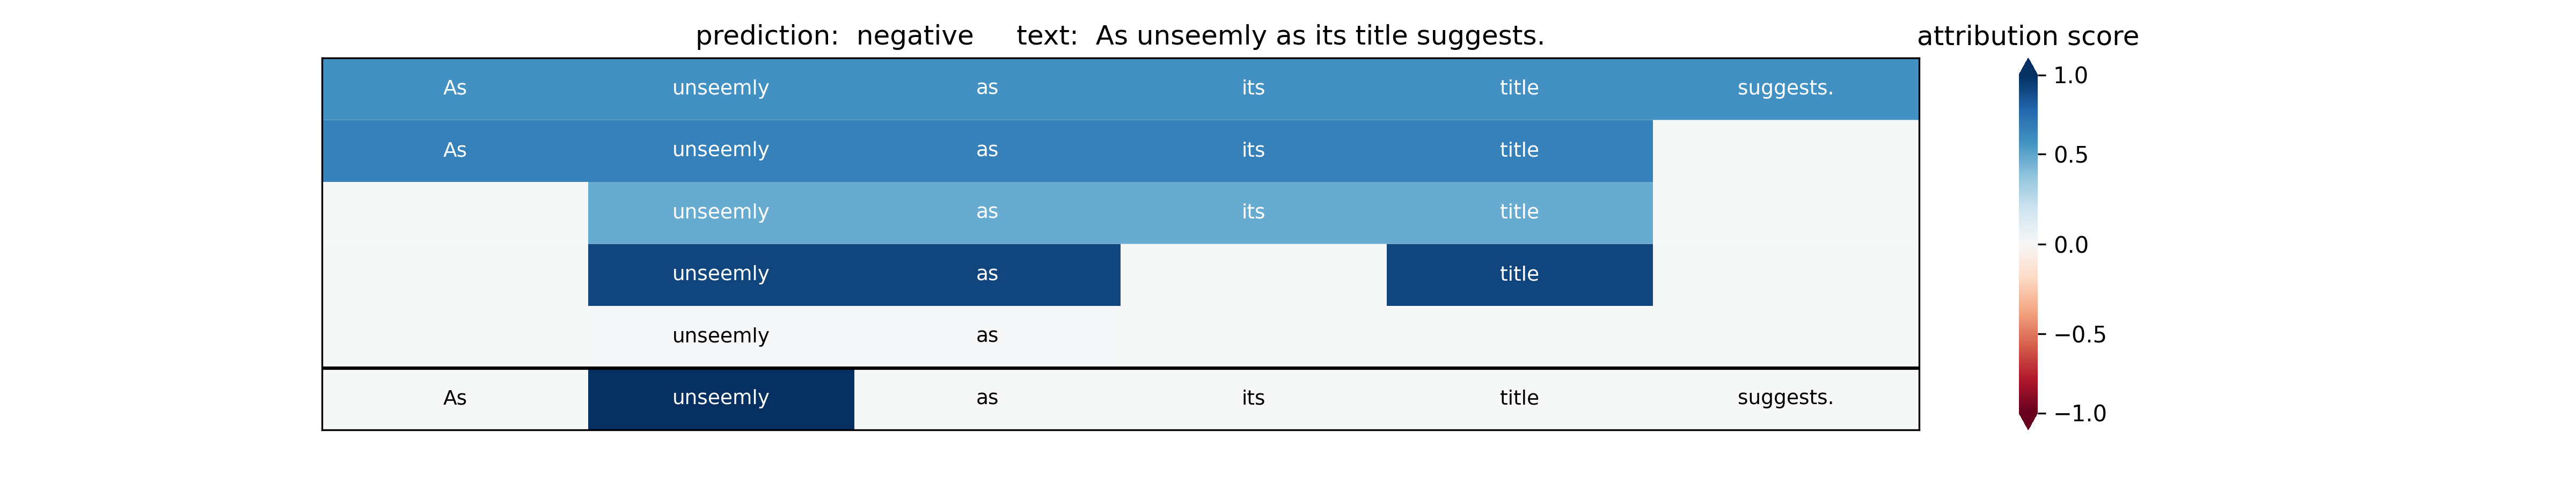 prediction:  negative     text:  As unseemly as its title suggests.
attribution score
As unseemly as its title suggests.
As unseemly as its title
unseemly as its title
unseemly as title
unseemly as
As unseemly as its title suggests.
1.0
0.5
0.0
−0.5
−1.0